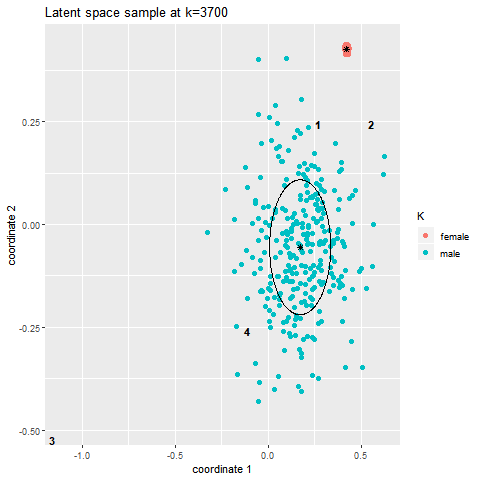 Latent space sample at k=3700
1
2
0.25
0.00
-0.25
-0.50
4
3
-1.0
-0.5
0.0
0.5
coordinate 1
coordinate 2
K
female
male